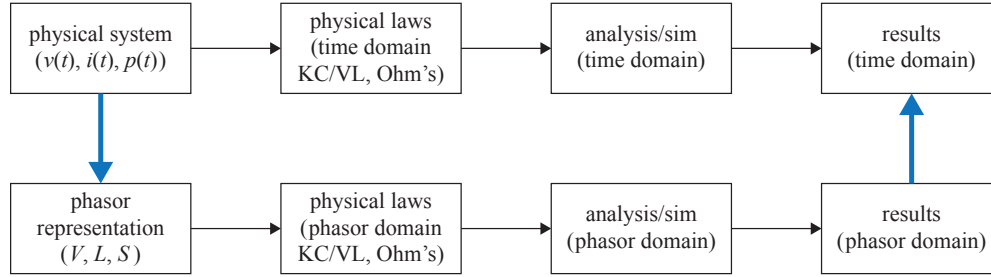 physical system
(v(t), i(t), p(t))
physical laws
(time domain
KC/VL, Ohm's)
analysis/sim
(time domain)
results
(time domain)
phasor
representation
(V, L, S)
physical laws
(phasor domain
KC/VL, Ohm's)
analysis/sim
(phasor domain)
results
(phasor domain)